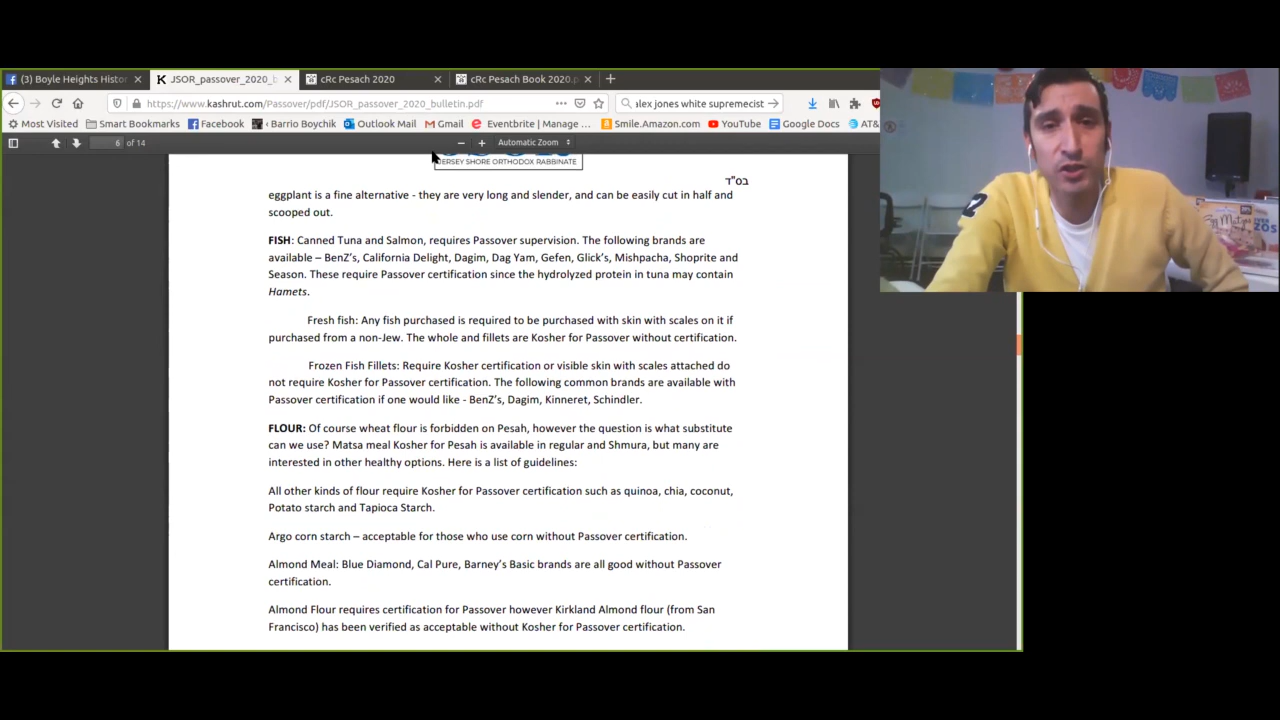 (3) Boyle Heights Histor
JSOR_passover_2020_b
cRc Pesach 2020
cRc Pesach Book 2020.p
https://www.kashrut.com/Passover/pdf/JSOR_passover_2020_bulletin.pdf
alex jones white supremecist
Most Visited
Smart Bookmarks
Facebook
Barrio Boychik
Outlook Mail
Gmail
Eventbrite | Manage ...
Smile.Amazon.com
YouTube
Google Docs
AT&
6 of 14
Automatic Zoom
JERSEY SHORE ORTHODOX RABBINATE
בס"ד
eggplant is a fine alternative - they are very long and slender, and can be easily cut in half and
scooped out.
FISH: Canned Tuna and Salmon, requires Passover supervision. The following brands are
available – BenZ's, California Delight, Dagim, Dag Yam, Gefen, Glick's, Mishpacha, Shoprite and
Season. These require Passover certification since the hydrolyzed protein in tuna may contain
Hamets.
Fresh fish: Any fish purchased is required to be purchased with skin with scales on it if
purchased from a non-Jew. The whole and fillets are Kosher for Passover without certification.
Frozen Fish Fillets: Require Kosher certification or visible skin with scales attached do
not require Kosher for Passover certification. The following common brands are available with
Passover certification if one would like - BenZ's, Dagim, Kinneret, Schindler.
FLOUR: Of course wheat flour is forbidden on Pesah, however the question is what substitute
can we use? Matsa meal Kosher for Pesah is available in regular and Shmura, but many are
interested in other healthy options. Here is a list of guidelines:
All other kinds of flour require Kosher for Passover certification such as quinoa, chia, coconut,
Potato starch and Tapioca Starch.
Argo corn starch – acceptable for those who use corn without Passover certification.
Almond Meal: Blue Diamond, Cal Pure, Barney's Basic brands are all good without Passover
certification.
Almond Flour requires certification for Passover however Kirkland Almond flour (from San
Francisco) has been verified as acceptable without Kosher for Passover certification.